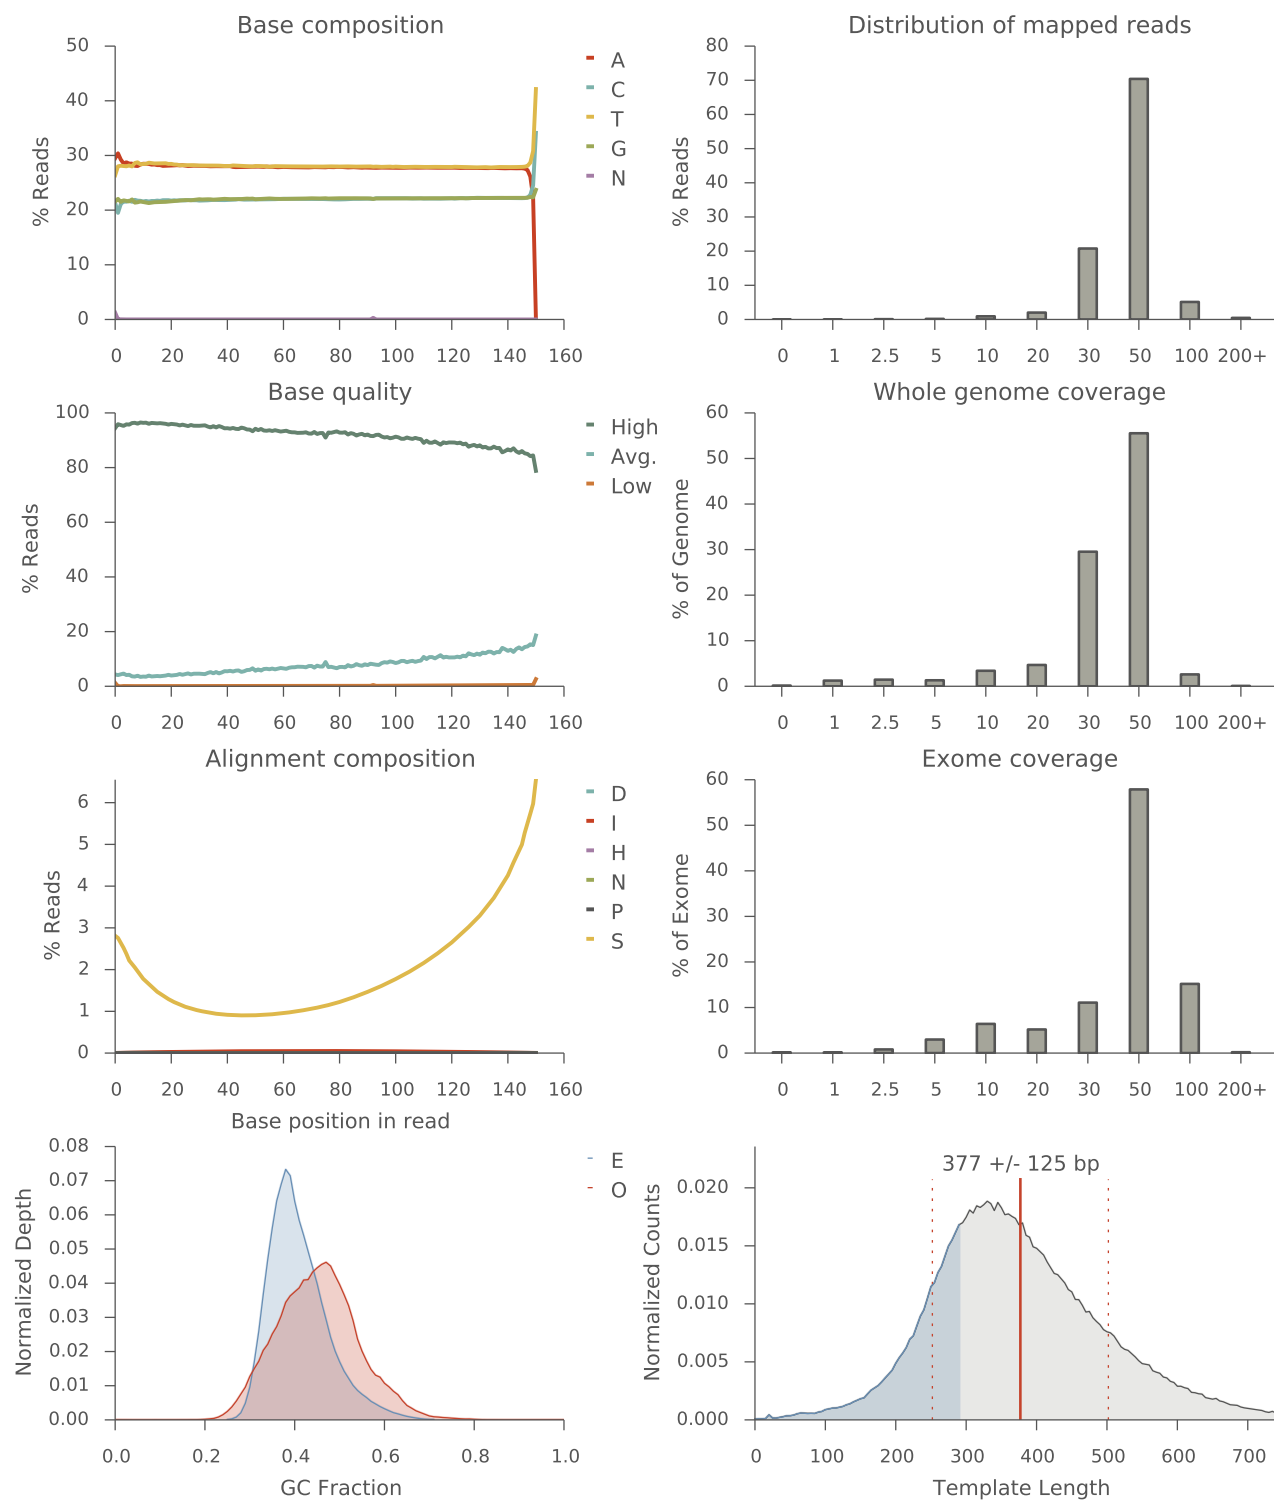 Base composition
50
40
30
20
10
0
% Reads
0 20 40 60 80 100 120 140 160
A
C
T
G
N
Distribution of mapped reads
80
70
60
50
40
30
20
10
0
% Reads
0 1 2.5 5 10 20 30 50 100 200+
Base quality
100
80
60
40
20
0
% Reads
0 20 40 60 80 100 120 140 160
High
Avg.
Low
Whole genome coverage
60
50
40
30
20
10
0
% of Genome
0 1 2.5 5 10 20 30 50 100 200+
Alignment composition
6
5
4
3
2
1
0
% Reads
0 20 40 60 80 100 120 140 160
Base position in read
D
I
H
N
P
S
Exome coverage
60
50
40
30
20
10
0
% of Exome
0 1 2.5 5 10 20 30 50 100 200+
0.08
0.07
0.06
0.05
0.04
0.03
0.02
0.01
0.00
Normalized Depth
0.0 0.2 0.4 0.6 0.8 1.0
GC Fraction
E
O
377 +/- 125 bp
0.020
0.015
0.010
0.005
0.000
Normalized Counts
0 100 200 300 400 500 600 700
Template Length